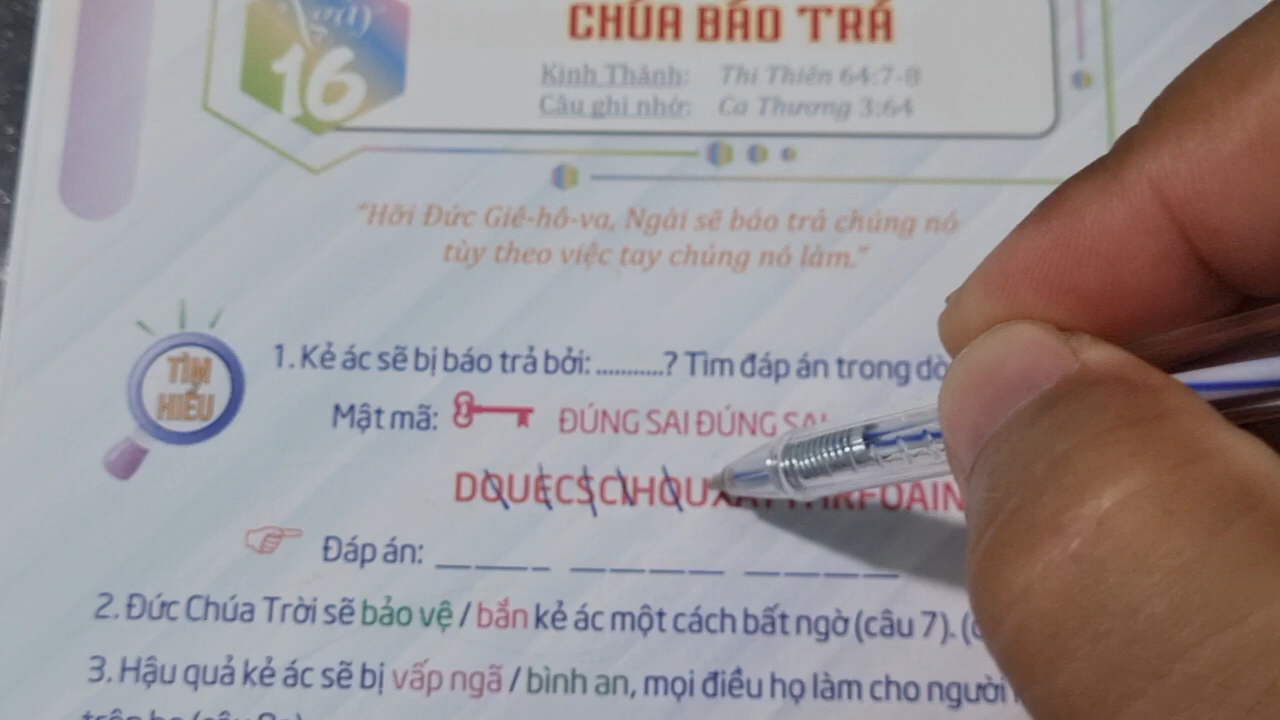 16
CHÚA BÁO TRẢ
Kinh Thánh: Thi Thiên 64:7-8
Câu ghi nhớ: Ca Thương 3:64
“Hỡi Đức Giê-hô-va, Ngài sẽ báo trả chúng nó
tùy theo việc tay chúng nó làm.”
TÌM
HIỂU
1. Kẻ ác sẽ bị báo trả bởi: ...........? Tìm đáp án trong
Mật mã: ĐÚNG SAI ĐÚNG
Đáp án: ___ ____ ____
2. Đức Chúa Trời sẽ bảo vệ / bắn kẻ ác một cách bất ngờ (câu 7).
3. Hậu quả kẻ ác sẽ bị vấp ngã / bình an, mọi điều họ làm cho người